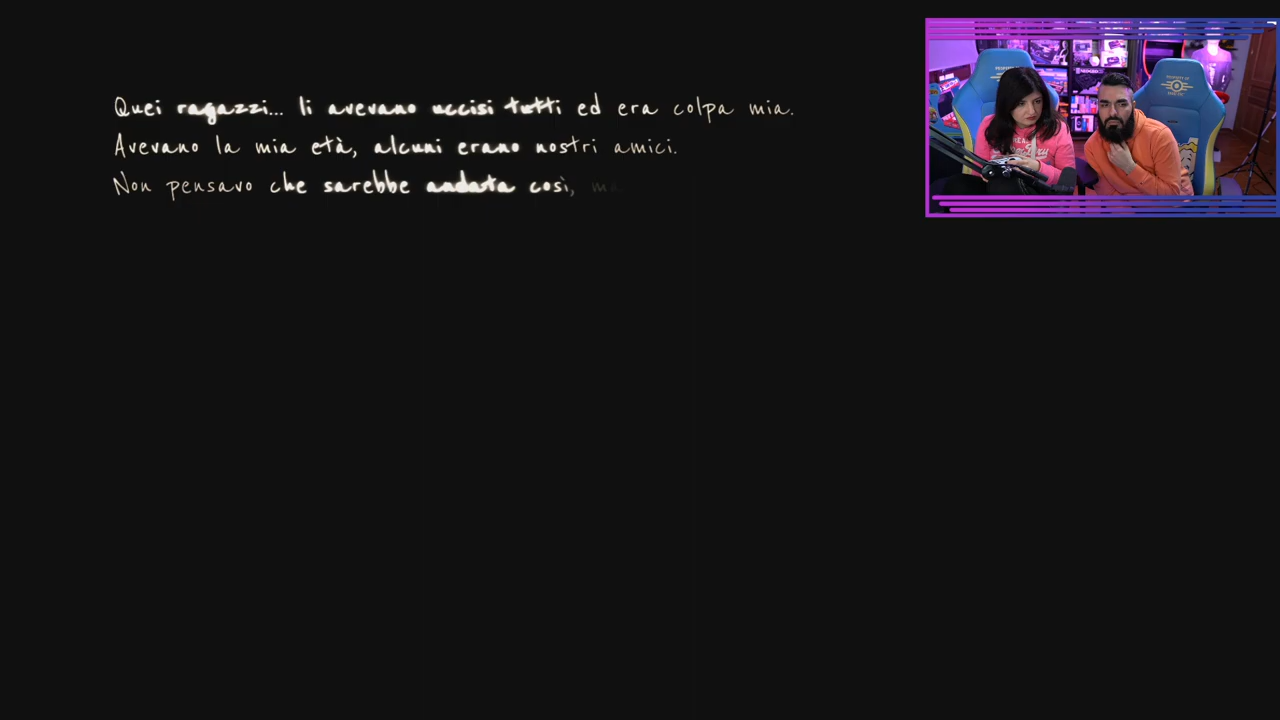 Quei ragazzi... li avevano uccisi tutti ed era colpa mia.
Avevano la mia età, alcuni erano nostri amici.
Non pensavo che sarebbe andata così, ma